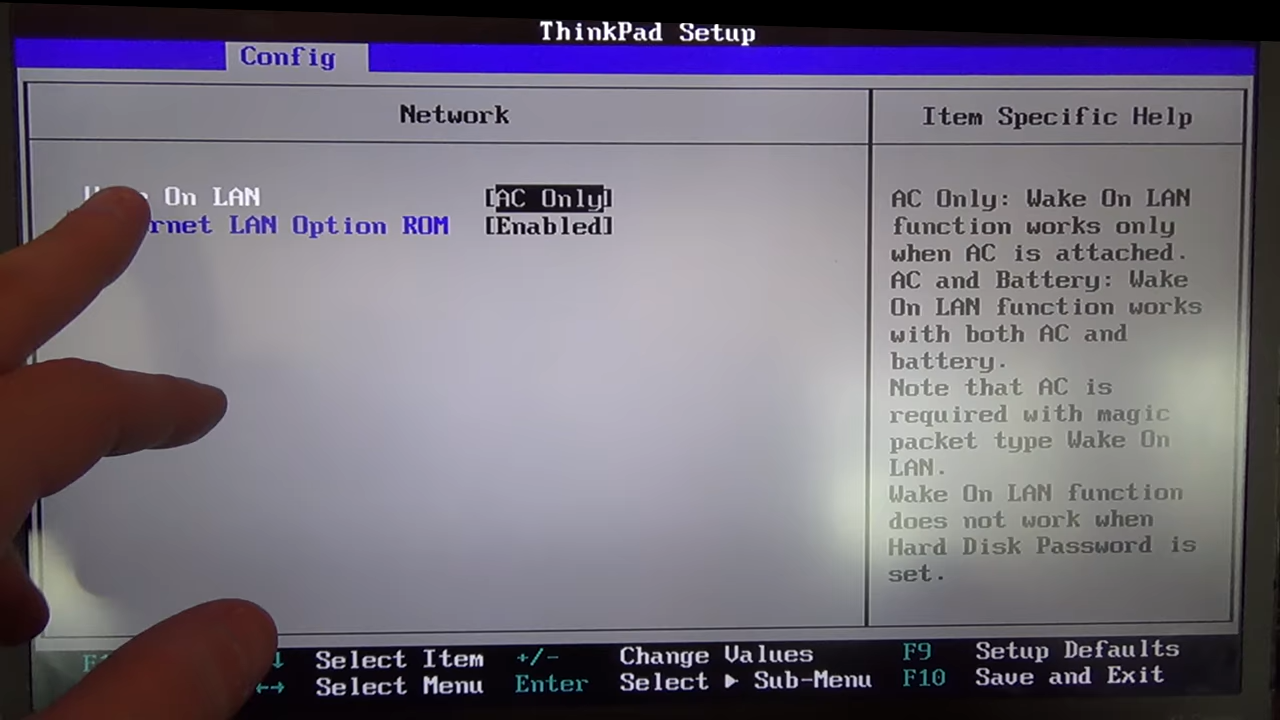 ThinkPad Setup
Config
Network
Item Specific Help
On LAN [AC Only]
LAN Option ROM [Enabled]
AC Only: Wake On LAN
function works only
when AC is attached.
AC and Battery: Wake
On LAN function works
with both AC and
battery.
Note that AC is
required with magic
packet type Wake On
LAN.
Wake On LAN function
does not work when
Hard Disk Password is
set.
↓ Select Item +/- Change Values F9 Setup Defaults
←→ Select Menu Enter Select ▶ Sub-Menu F10 Save and Exit